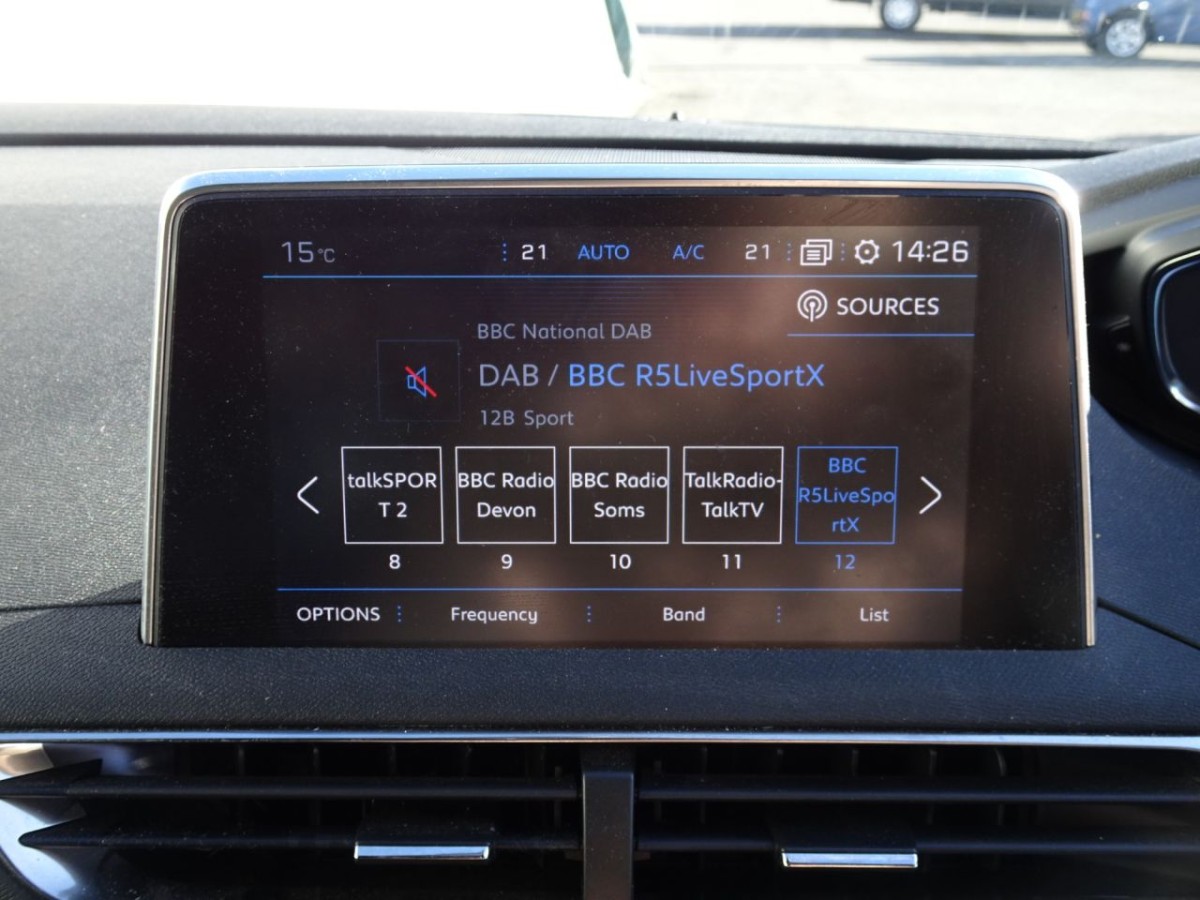 15°C 21 AUTO A/C 21 14:26
SOURCES
BBC National DAB
DAB / BBC R5LiveSportX
12B Sport
talkSPOR
T 2
BBC Radio
Devon
BBC Radio
Soms
TalkRadio-
TalkTV
BBC
R5LiveSpo
rtX
8 9 10 11 12
OPTIONS Frequency Band List